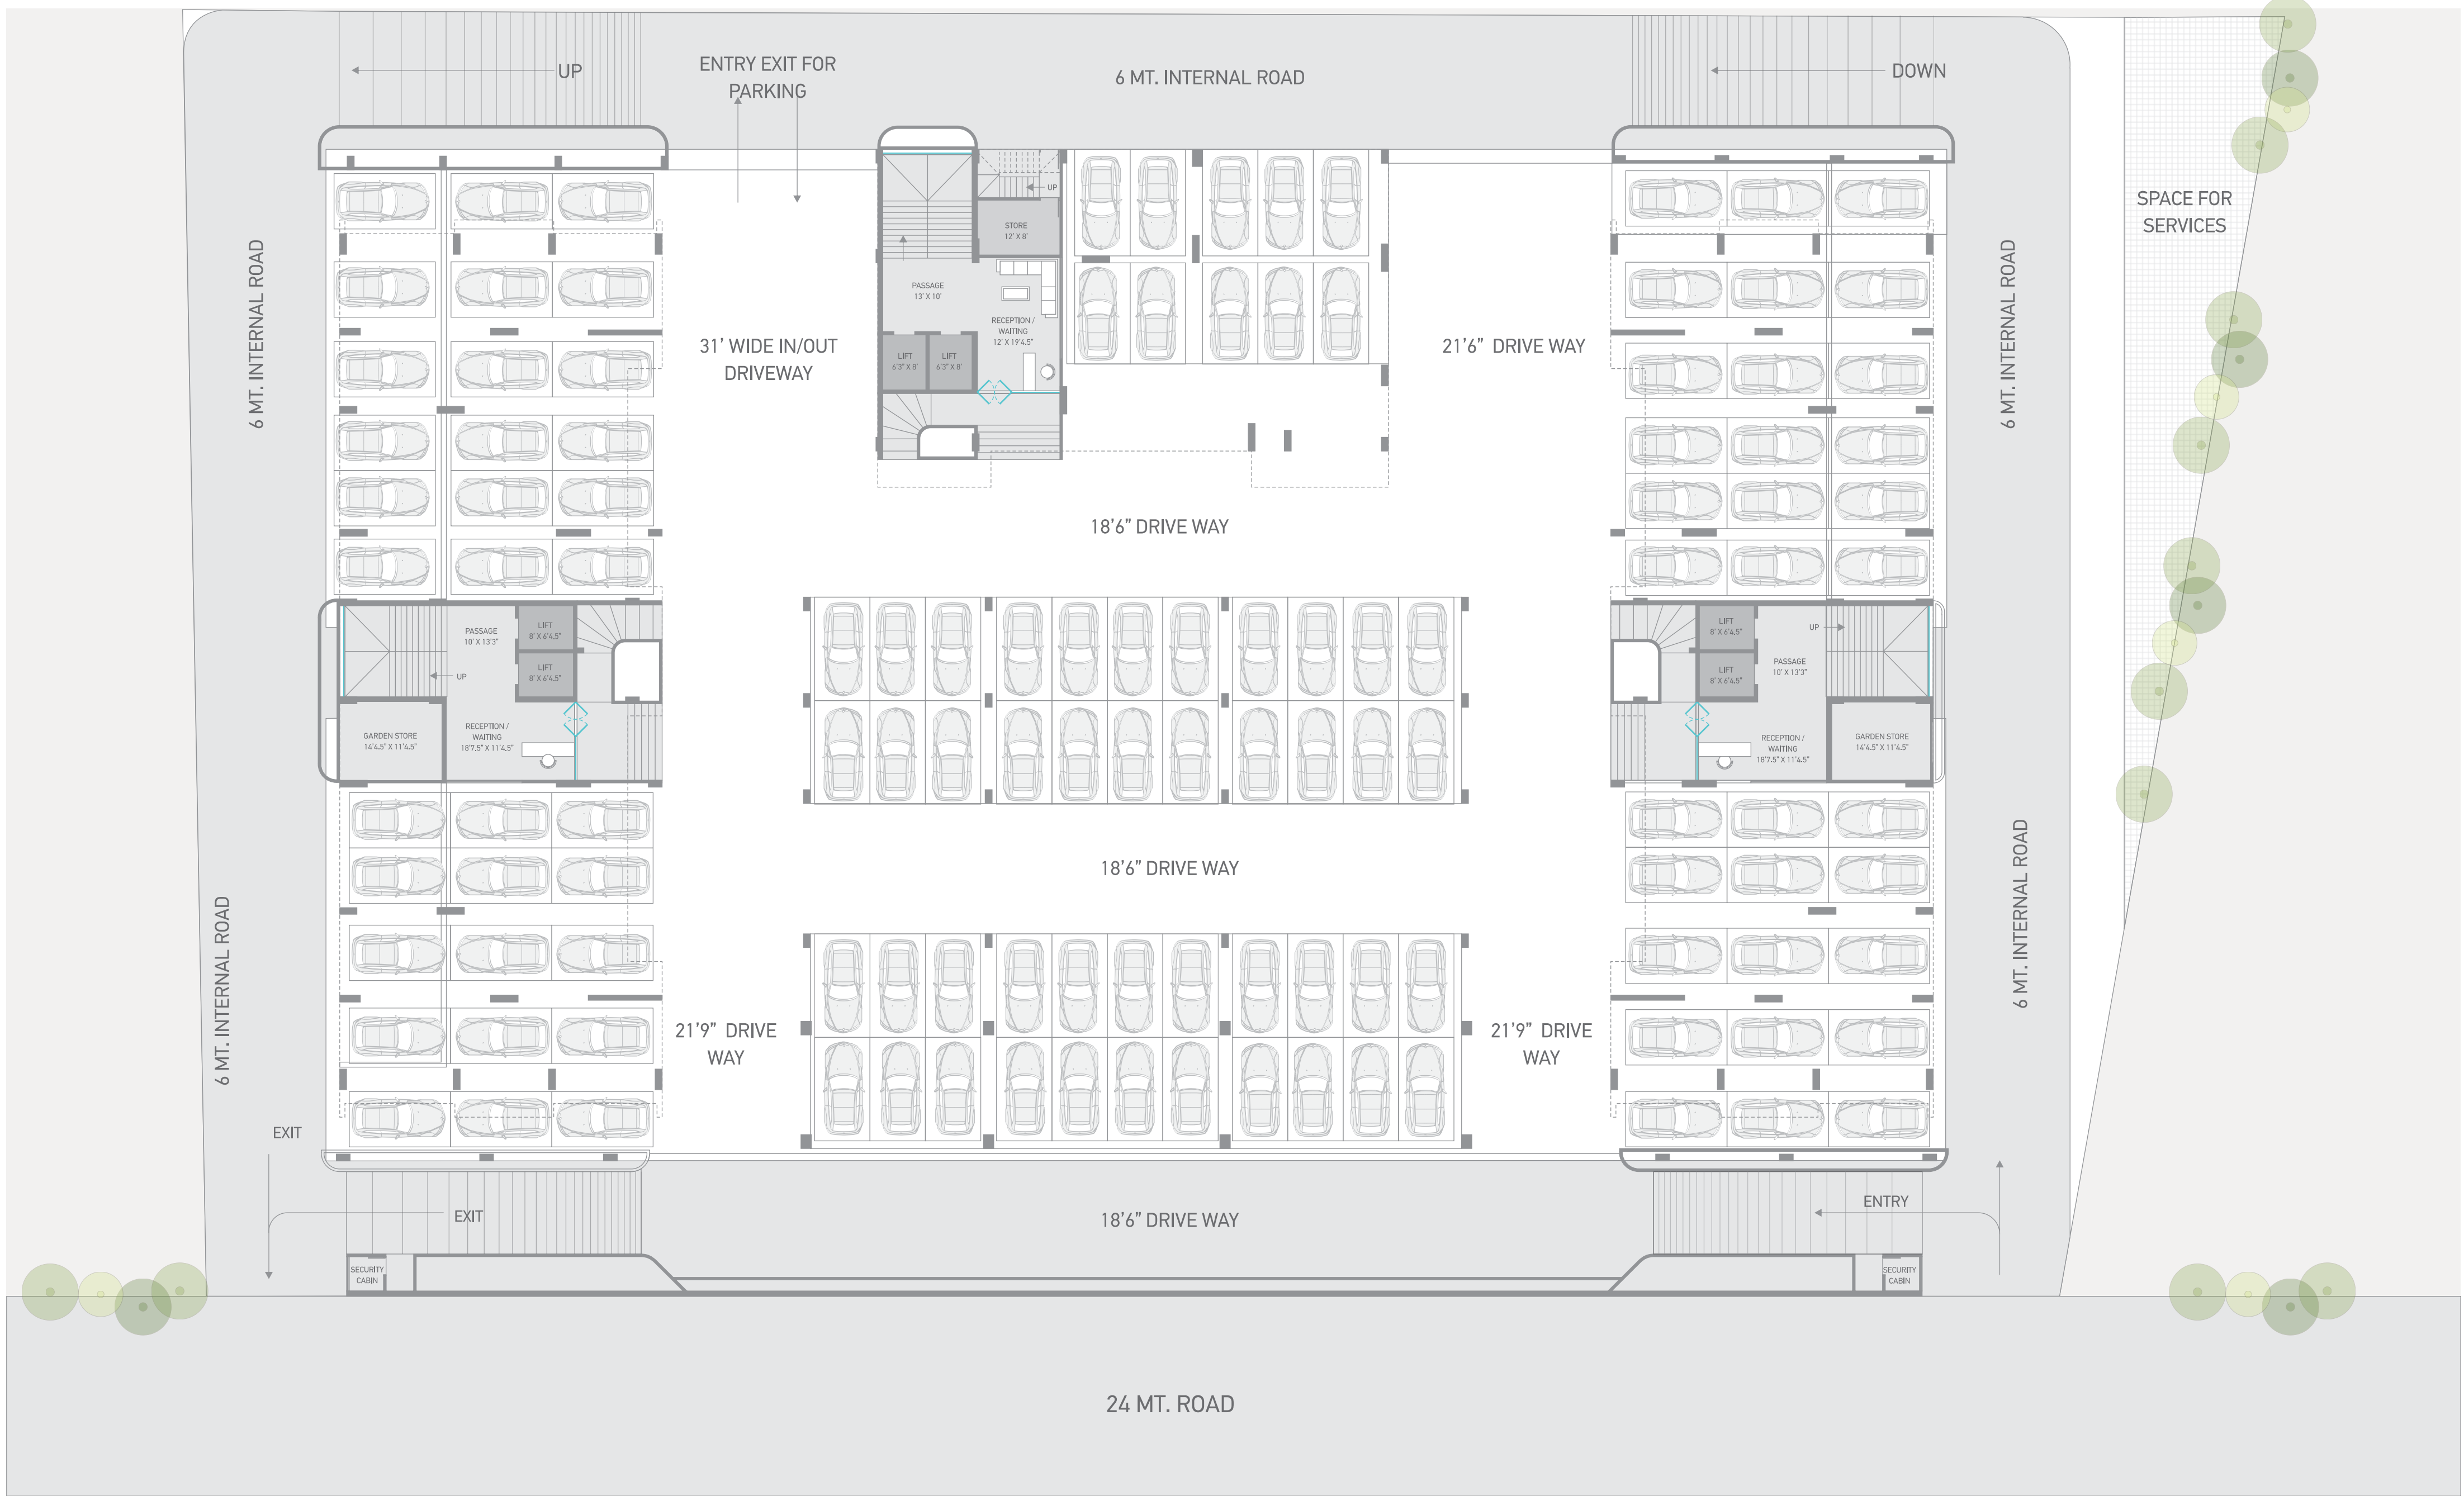 UP
ENTRY EXIT FOR
PARKING
6 MT. INTERNAL ROAD
DOWN
SPACE FOR
SERVICES
UP
STORE
12' X 8'
PASSAGE
13' X 10'
RECEPTION /
WAITING
12' X 19'4.5"
LIFT
6'3" X 8'
LIFT
6'3" X 8'
6 MT. INTERNAL ROAD
31' WIDE IN/OUT
DRIVEWAY
21'6" DRIVE WAY
6 MT. INTERNAL ROAD
18'6" DRIVE WAY
PASSAGE
10' X 13'3"
LIFT
8' X 6'4.5"
LIFT
8' X 6'4.5"
UP
GARDEN STORE
14'4.5" X 11'4.5"
RECEPTION /
WAITING
18'7.5" X 11'4.5"
LIFT
8' X 6'4.5"
LIFT
8' X 6'4.5"
UP
PASSAGE
10' X 13'3"
RECEPTION /
WAITING
18'7.5" X 11'4.5"
GARDEN STORE
14'4.5" X 11'4.5"
18'6" DRIVE WAY
6 MT. INTERNAL ROAD
6 MT. INTERNAL ROAD
21'9" DRIVE
WAY
21'9" DRIVE
WAY
EXIT
EXIT
18'6" DRIVE WAY
ENTRY
SECURITY
CABIN
SECURITY
CABIN
24 MT. ROAD